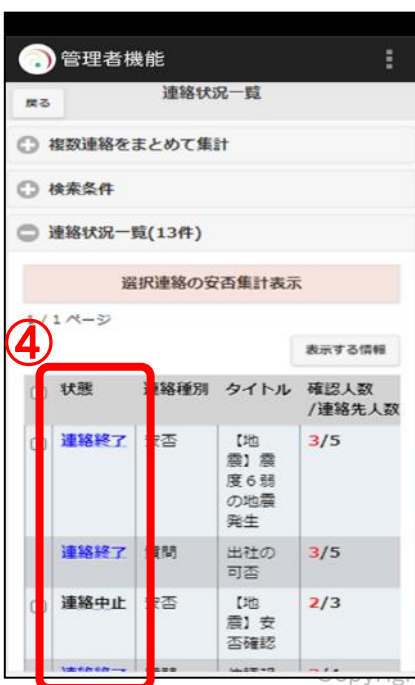 管理者機能
戻る 連絡状況一覧
複数連絡をまとめて集計
検索条件
連絡状況一覧(13件)
選択連絡の安否集計表示
1 / 1 ページ
④
表示する情報
状態 連絡種別 タイトル 確認人数
/連絡先人数
連絡終了 安否 【地 3/5
震】震
度６弱
の地震
発生
連絡終了 質問 出社の 3/5
可否
連絡中止 安否 【地 2/3
震】安
否確認